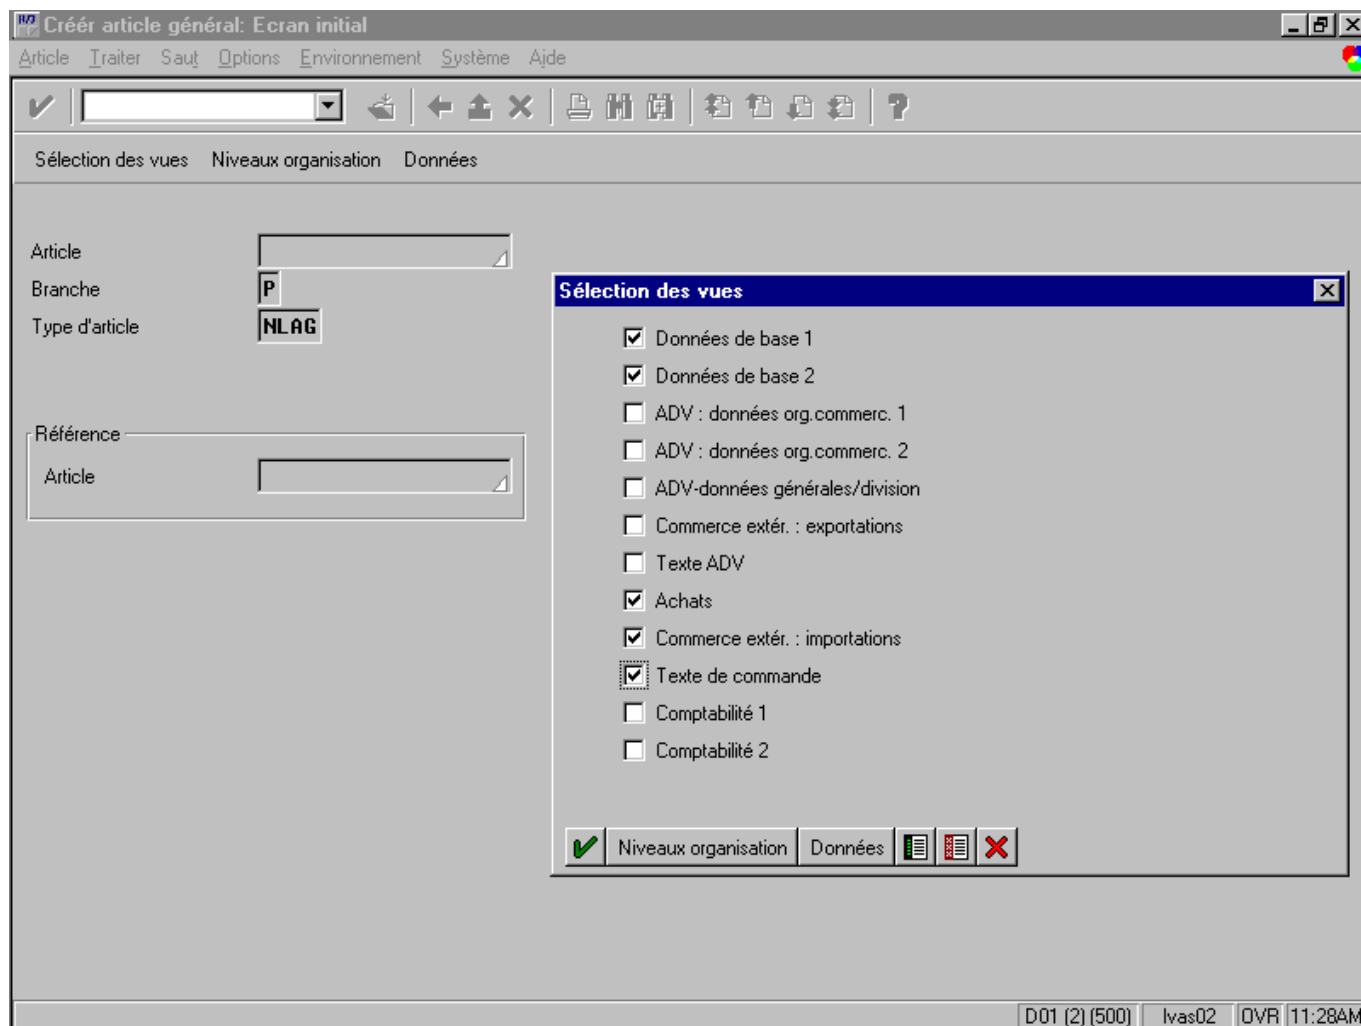 Créér article général: Ecran initial
Article Traiter Saut Options Environnement Système Aide
Sélection des vues Niveaux organisation Données
Article
Branche P
Type d'article NLAG
Référence
Article
Sélection des vues
Données de base 1
Données de base 2
ADV : données org.commerc. 1
ADV : données org.commerc. 2
ADV-données générales/division
Commerce extér. : exportations
Texte ADV
Achats
Commerce extér. : importations
Texte de commande
Comptabilité 1
Comptabilité 2
Niveaux organisation Données
D01 (2) (500) lvas02 OVR 11:28AM